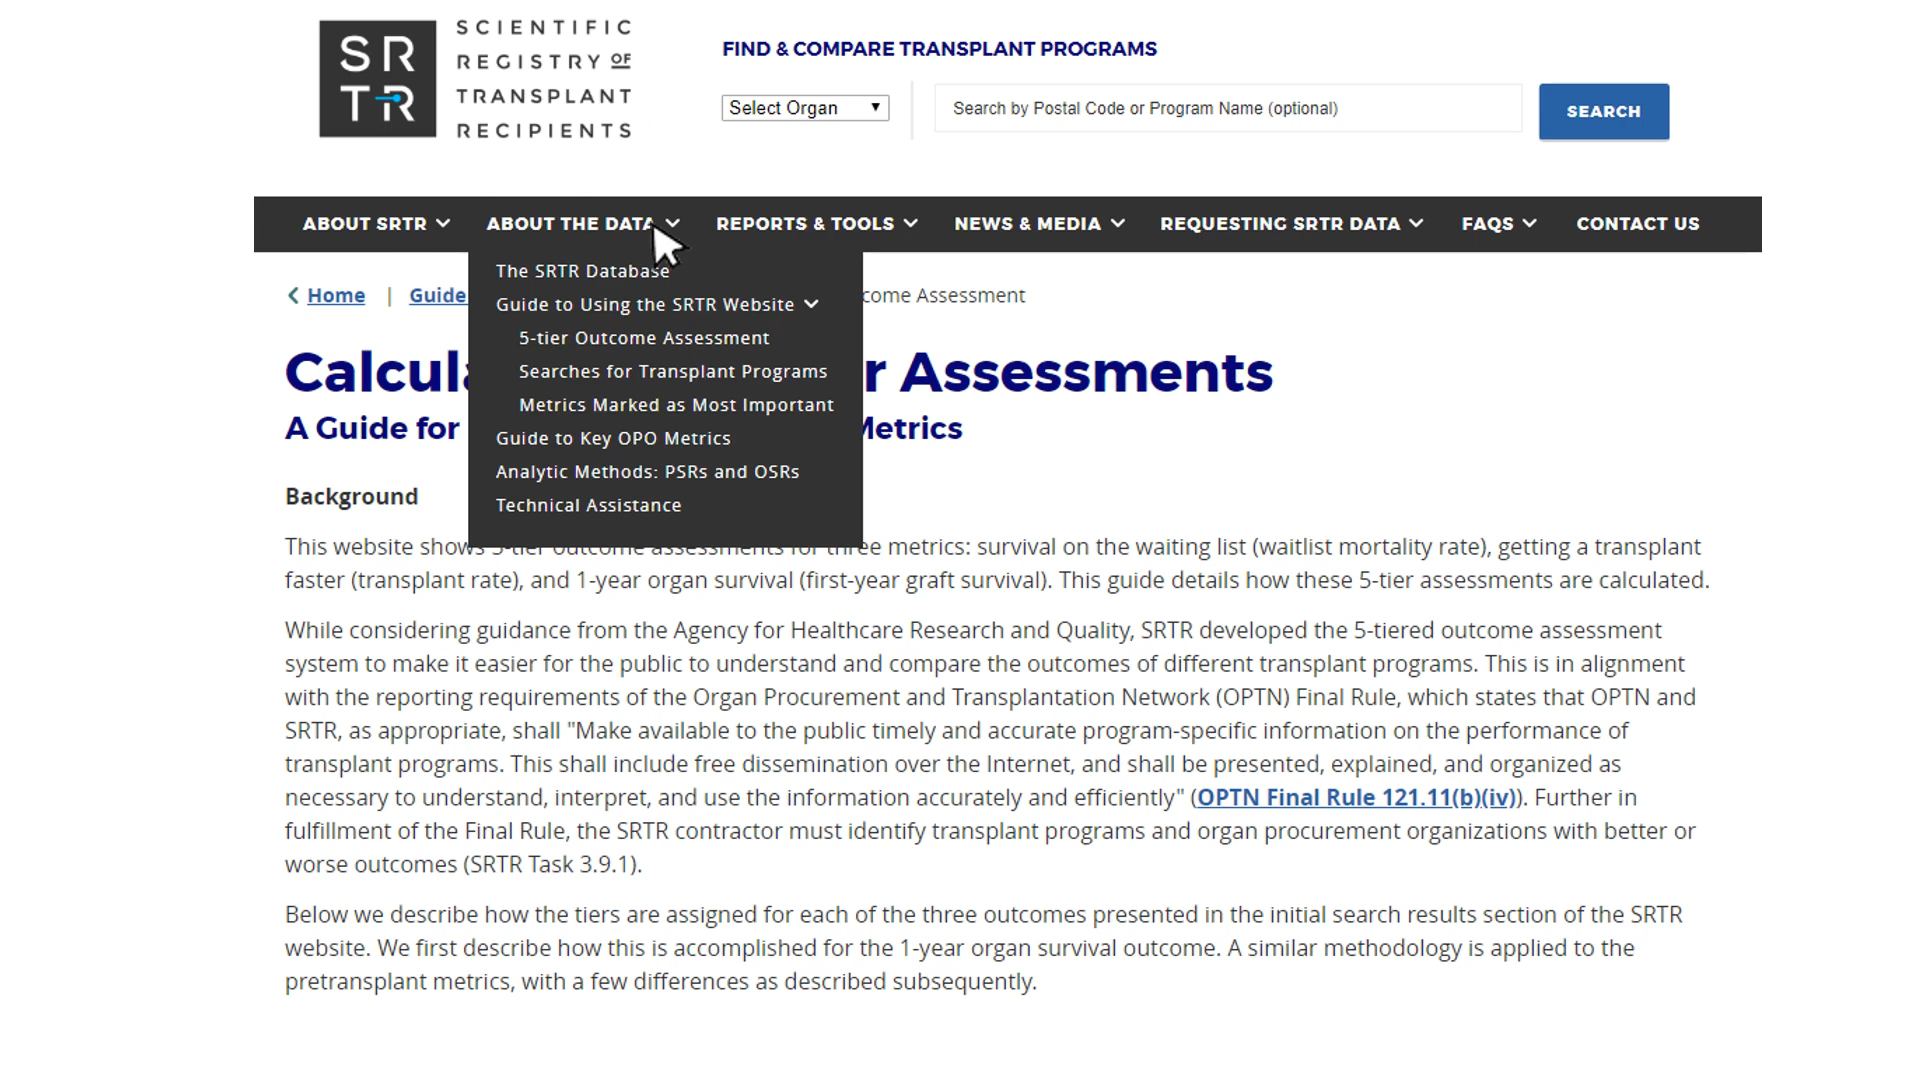 SR
TR
SCIENTIFIC
REGISTRY OF
TRANSPLANT
RECIPIENTS
FIND & COMPARE TRANSPLANT PROGRAMS
Select Organ
Search by Postal Code or Program Name (optional)
SEARCH
ABOUT SRTR ABOUT THE DATA REPORTS & TOOLS NEWS & MEDIA REQUESTING SRTR DATA FAQS CONTACT US
The SRTR Database
Guide to Using the SRTR Website
5-tier Outcome Assessment
Searches for Transplant Programs
Metrics Marked as Most Important
Guide to Key OPO Metrics
Analytic Methods: PSRs and OSRs
Technical Assistance
Home | Guide Assessment
Assessments
A Guide for Metrics
Background
This website shows 5-tier outcome assessments for three metrics: survival on the waiting list (waitlist mortality rate), getting a transplant
faster (transplant rate), and 1-year organ survival (first-year graft survival). This guide details how these 5-tier assessments are calculated.
While considering guidance from the Agency for Healthcare Research and Quality, SRTR developed the 5-tiered outcome assessment
system to make it easier for the public to understand and compare the outcomes of different transplant programs. This is in alignment
with the reporting requirements of the Organ Procurement and Transplantation Network (OPTN) Final Rule, which states that OPTN and
SRTR, as appropriate, shall "Make available to the public timely and accurate program-specific information on the performance of
transplant programs. This shall include free dissemination over the Internet, and shall be presented, explained, and organized as
necessary to understand, interpret, and use the information accurately and efficiently" (OPTN Final Rule 121.11(b)(iv)). Further in
fulfillment of the Final Rule, the SRTR contractor must identify transplant programs and organ procurement organizations with better or
worse outcomes (SRTR Task 3.9.1).
Below we describe how the tiers are assigned for each of the three outcomes presented in the initial search results section of the SRTR
website. We first describe how this is accomplished for the 1-year organ survival outcome. A similar methodology is applied to the
pretransplant metrics, with a few differences as described subsequently.